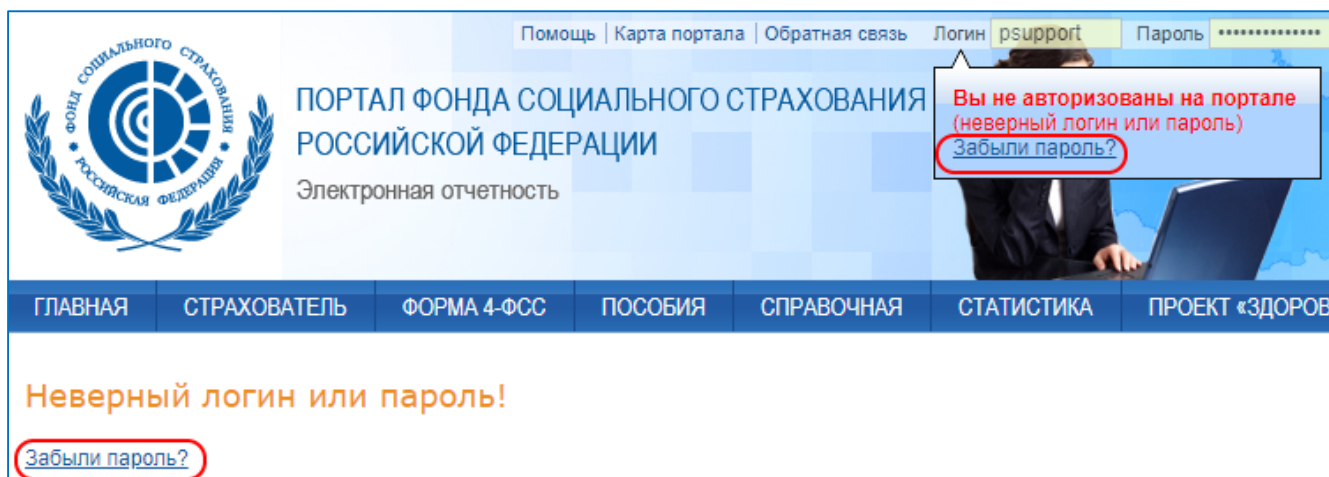 Помощь | Карта портала | Обратная связь Логин psupport Пароль ••••••••••••••
ФОНД СОЦИАЛЬНОГО СТРАХОВАНИЯ • РОССИЙСКАЯ ФЕДЕРАЦИЯ •
ПОРТАЛ ФОНДА СОЦИАЛЬНОГО СТРАХОВАНИЯ
РОССИЙСКОЙ ФЕДЕРАЦИИ
Электронная отчетность
Вы не авторизованы на портале
(неверный логин или пароль)
Забыли пароль?
ГЛАВНАЯ СТРАХОВАТЕЛЬ ФОРМА 4-ФСС ПОСОБИЯ СПРАВОЧНАЯ СТАТИСТИКА ПРОЕКТ «ЗДОРОВ
Неверный логин или пароль!
Забыли пароль?